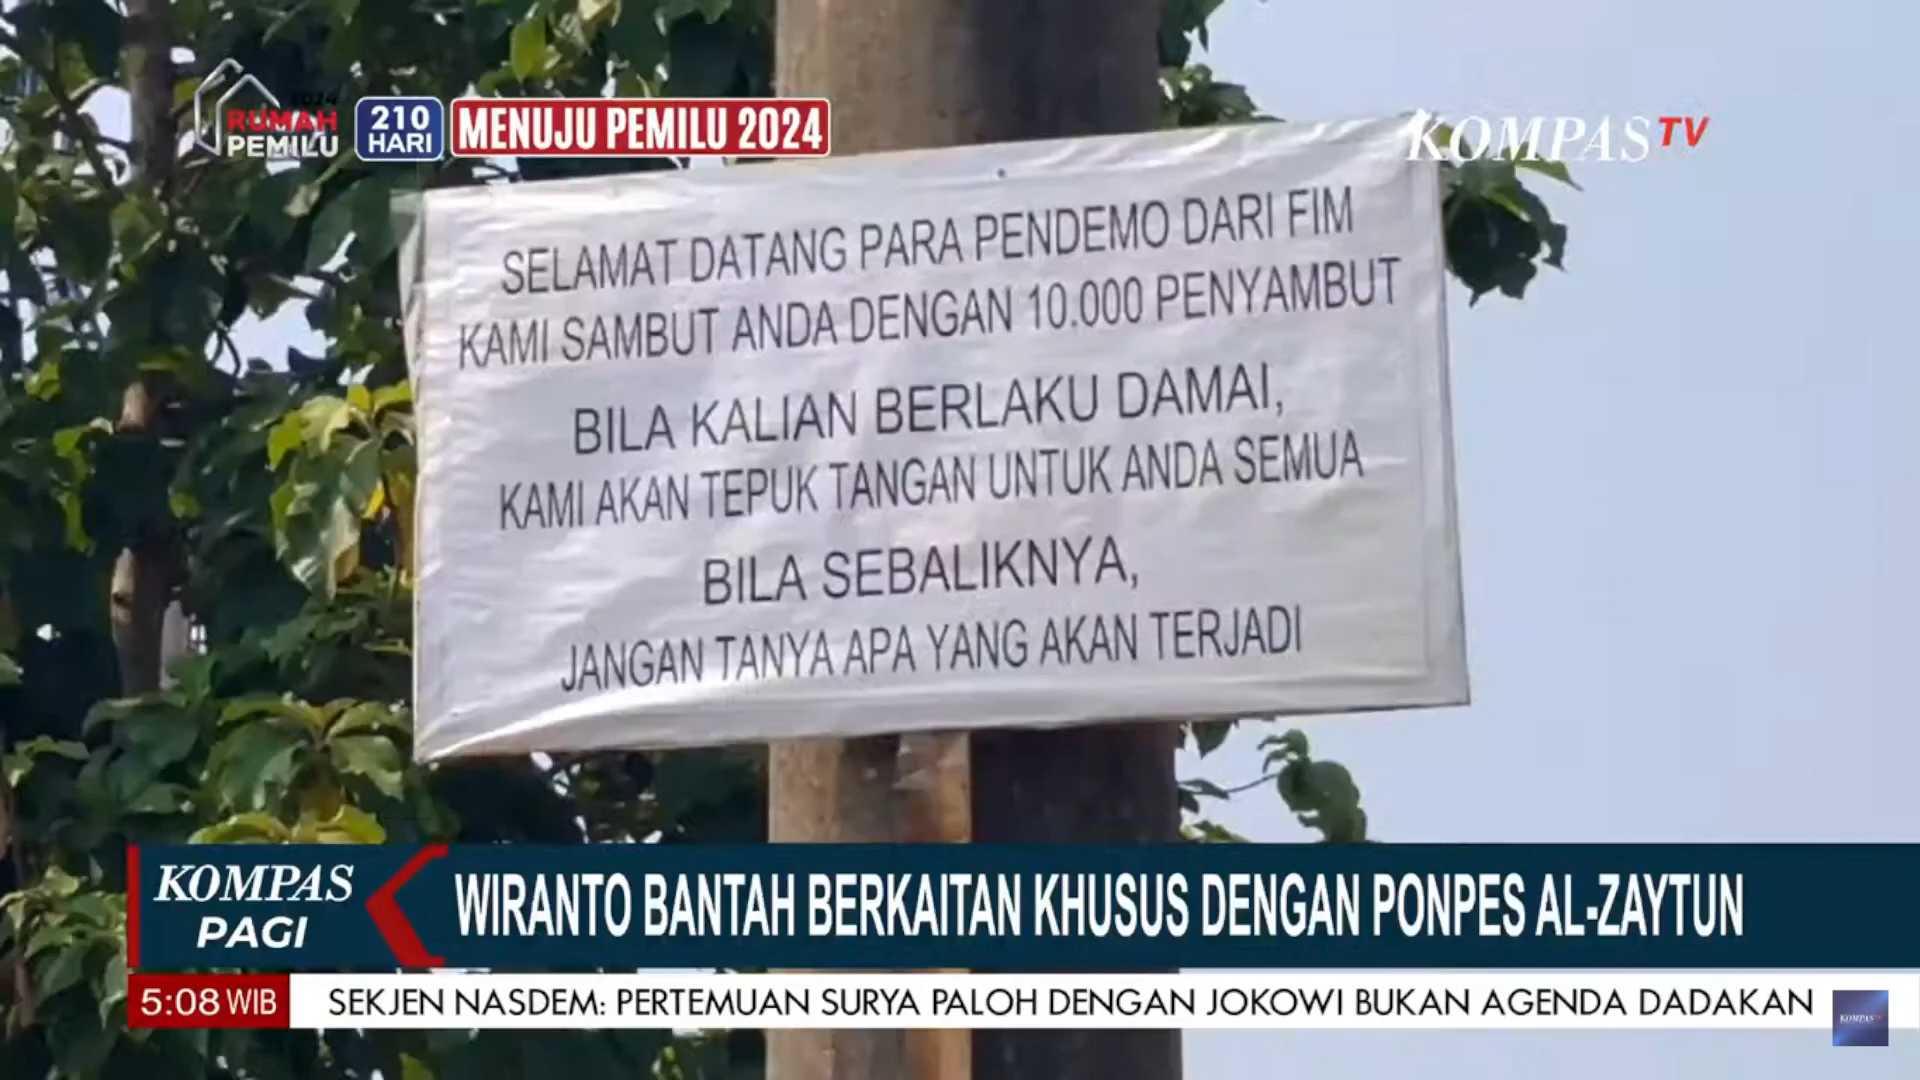 2024
RUMAH
PEMILU
210
HARI
MENUJU PEMILU 2024
KOMPAS TV
SELAMAT DATANG PARA PENDEMO DARI FIM
KAMI SAMBUT ANDA DENGAN 10.000 PENYAMBUT
BILA KALIAN BERLAKU DAMAI,
KAMI AKAN TEPUK TANGAN UNTUK ANDA SEMUA
BILA SEBALIKNYA,
JANGAN TANYA APA YANG AKAN TERJADI
KOMPAS
PAGI
WIRANTO BANTAH BERKAITAN KHUSUS DENGAN PONPES AL-ZAYTUN
5:08 WIB
SEKJEN NASDEM: PERTEMUAN SURYA PALOH DENGAN JOKOWI BUKAN AGENDA DADAKAN
KOMPAS TV